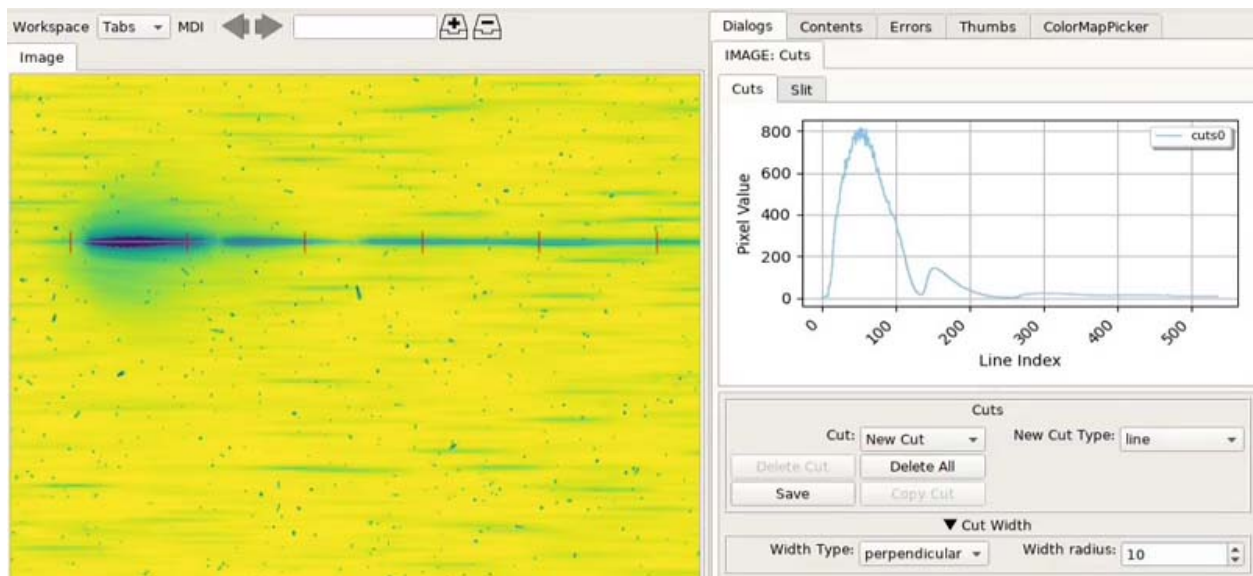 Workspace Tabs MDI
Image
Dialogs Contents Errors Thumbs ColorMapPicker
IMAGE: Cuts
Cuts Slit
cuts0
Pixel Value
800
600
400
200
0
0 100 200 300 400 500
Line Index
Cuts
Cut: New Cut New Cut Type: line
Delete Cut Delete All
Save Copy Cut
Cut Width
Width Type: perpendicular Width radius: 10